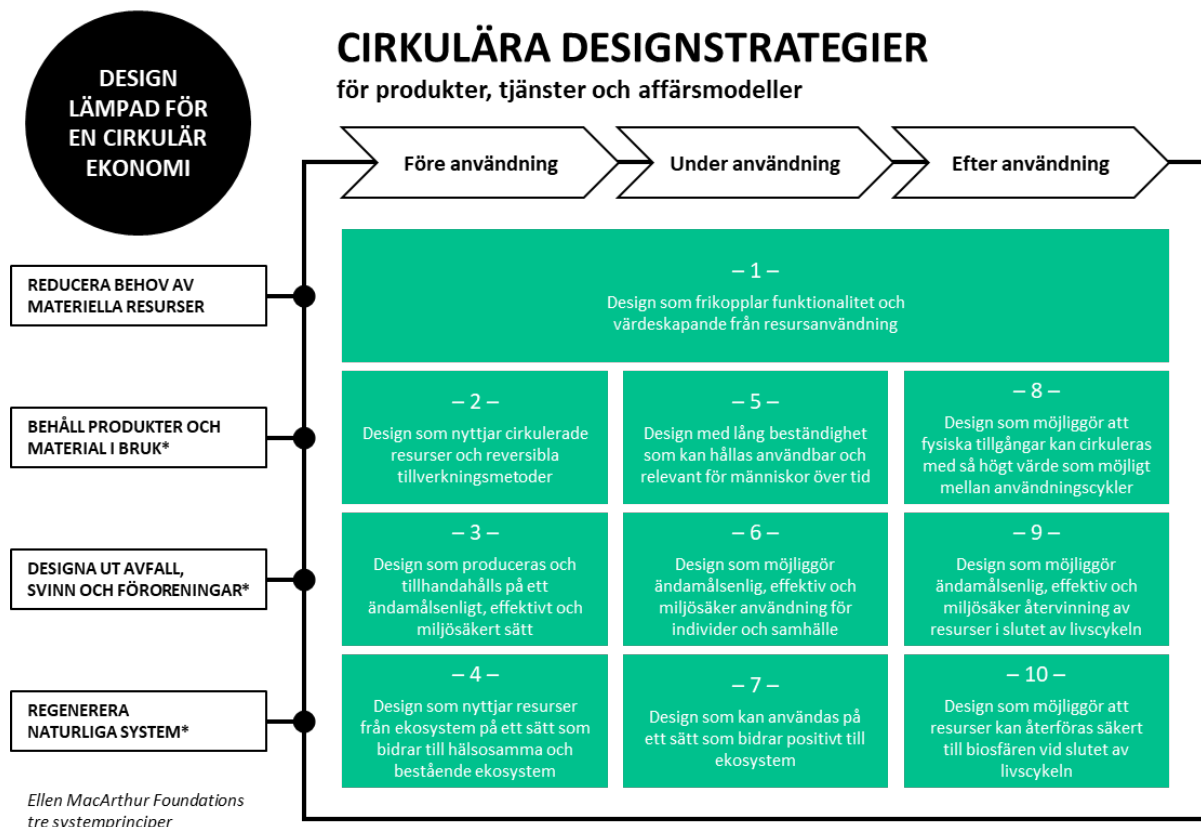 DESIGN
LÄMPAD FÖR
EN CIRKULÄR
EKONOMI
CIRKULÄRA DESIGNSTRATEGIER
för produkter, tjänster och affärsmodeller
Före användning
Under användning
Efter användning
REDUCERA BEHOV AV
MATERIELLA RESURSER
– 1 –
Design som frikopplar funktionalitet och
värdeskapande från resursanvändning
BEHÅLL PRODUKTER OCH
MATERIAL I BRUK*
– 2 –
Design som nyttjar cirkulerade
resurser och reversibla
tillverkningsmetoder
– 5 –
Design med lång beständighet
som kan hållas användbar och
relevant för människor över tid
– 8 –
Design som möjliggör att
fysiska tillgångar kan cirkuleras
med så högt värde som möjligt
mellan användningscykler
DESIGNA UT AVFALL,
SVINN OCH FÖRORENINGAR*
– 3 –
Design som produceras och
tillhandahålls på ett
ändamålsenligt, effektivt och
miljösäkert sätt
– 6 –
Design som möjliggör
ändamålsenlig, effektiv och
miljösäker användning för
individer och samhälle
– 9 –
Design som möjliggör
ändamålsenlig, effektiv och
miljösäker återvinning av
resurser i slutet av livscykeln
REGENERERA
NATURLIGA SYSTEM*
– 4 –
Design som nyttjar resurser
från ekosystem på ett sätt som
bidrar till hälsosamma och
bestående ekosystem
– 7 –
Design som kan användas på
ett sätt som bidrar positivt till
ekosystem
– 10 –
Design som möjliggör att
resurser kan återföras säkert
till biosfären vid slutet av
livscykeln
Ellen MacArthur Foundations
tre systemprinciper